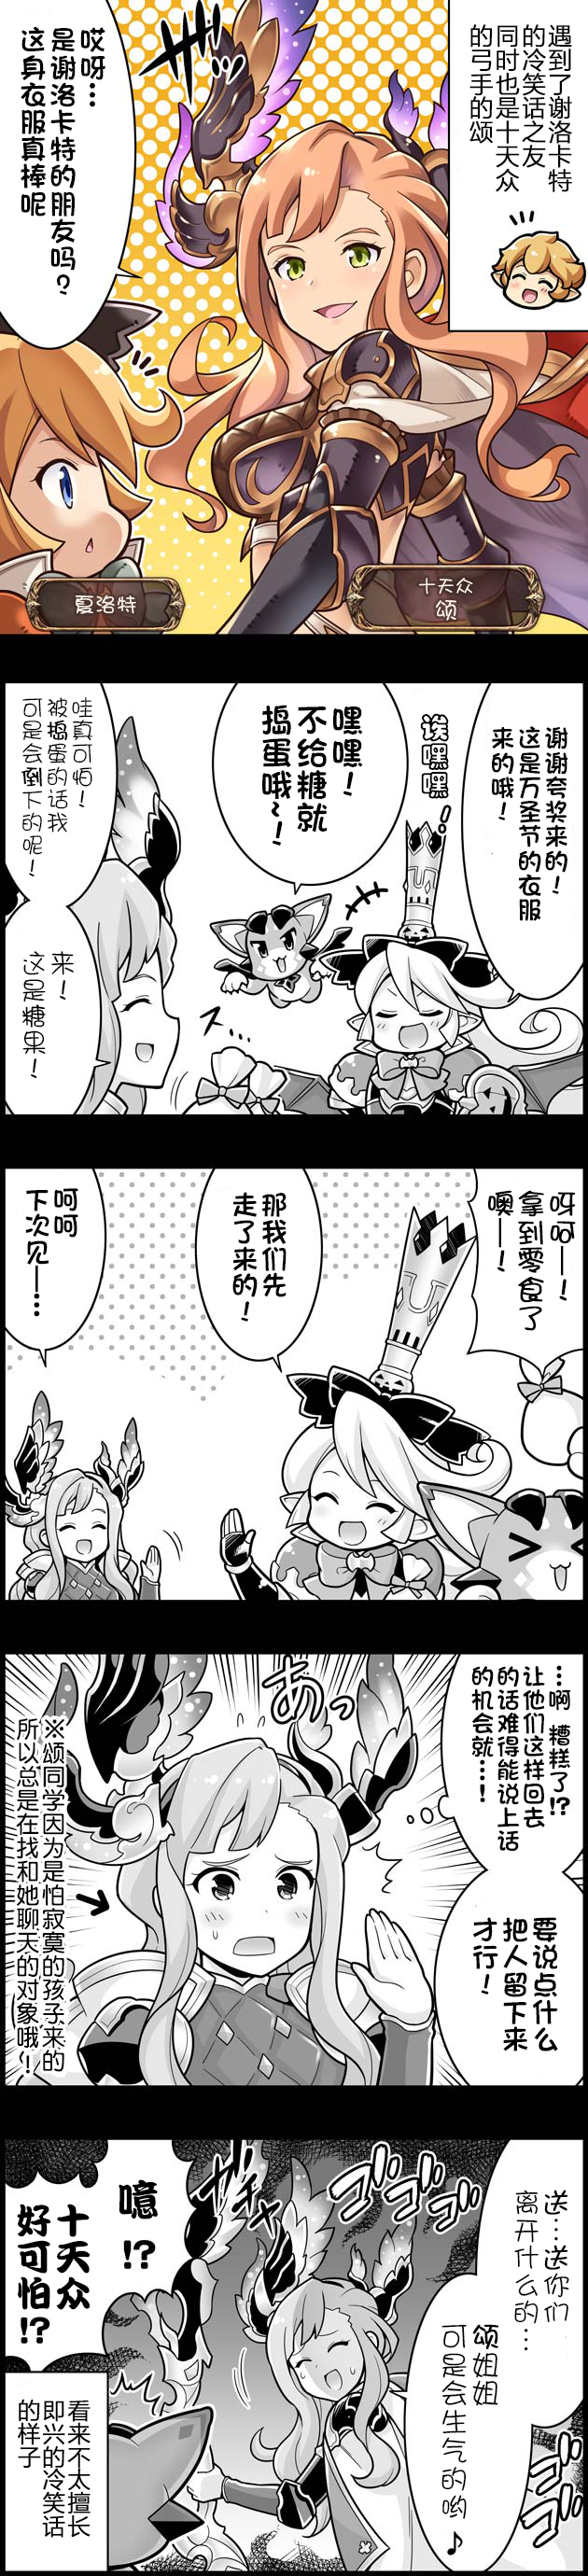 遇到了谢洛卡特
的冷笑话之友
同时也是十天众
的弓手的颂
哎呀…
是谢洛卡特的朋友吗?
这身衣服真棒呢
夏洛特
十天众
颂
谢谢夸奖来的!
这是万圣节的衣服
来的哦!
诶嘿嘿!
嘿嘿!
不给糖就
捣蛋哦~!
哇真可怕!
被捣蛋的话我
可是会倒下的呢!
来!
这是糖果!
ス…
呀呵—!
拿到零食了
噢—!
那我们先
走了来的!
呵呵
下次见—…
…啊 糟糕了!?
让他们这样回去
的话难得能说上话
的机会就…!
要说点什么
把人留下来
才行!
あっ
※颂同学因为是怕寂寞的孩子来的
所以总是在找和她聊天的对象哦!
送…送你们
离开什么的…
颂姐姐
可是会生气的哟♪
ゴゴゴ
ゴゴゴ
噫!?
十天众
好可怕!?
看来不太擅长
即兴的冷笑话
的样子